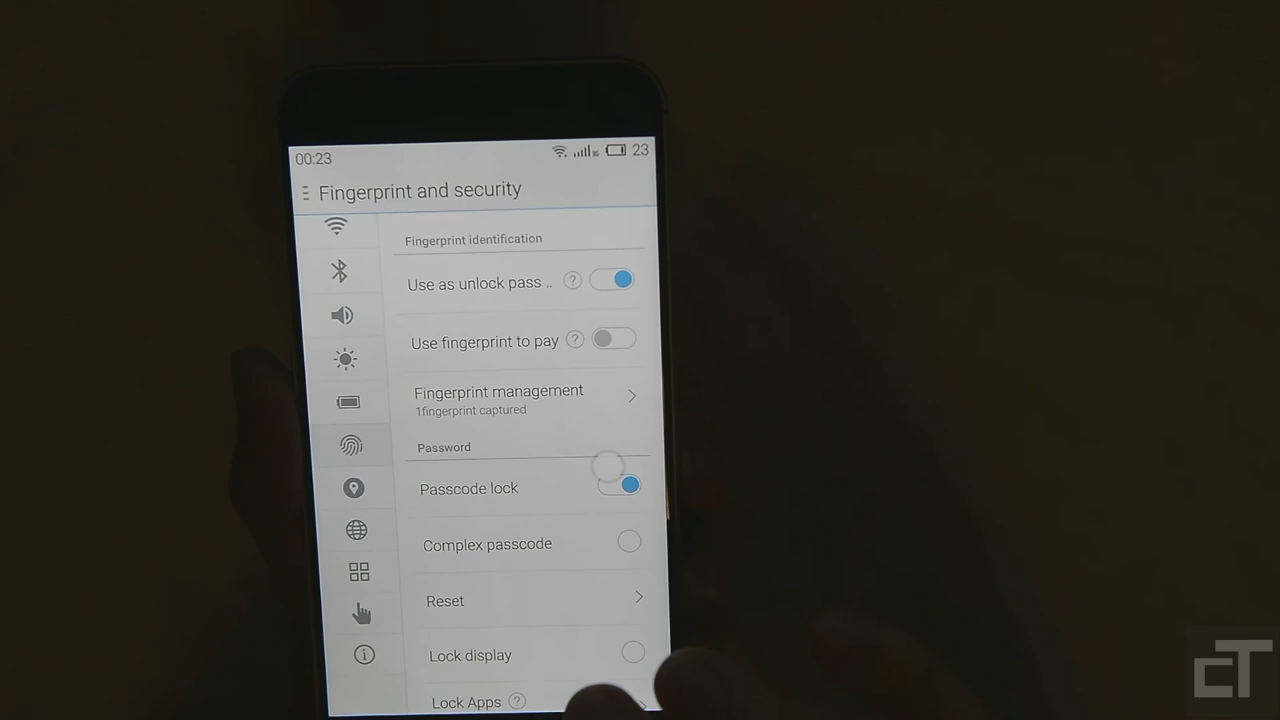 00:23
23
Fingerprint and security
Fingerprint identification
Use as unlock pass ..
?
Use fingerprint to pay
?
Fingerprint management
1fingerprint captured
Password
Passcode lock
Complex passcode
Reset
Lock display
Lock Apps
?
CT